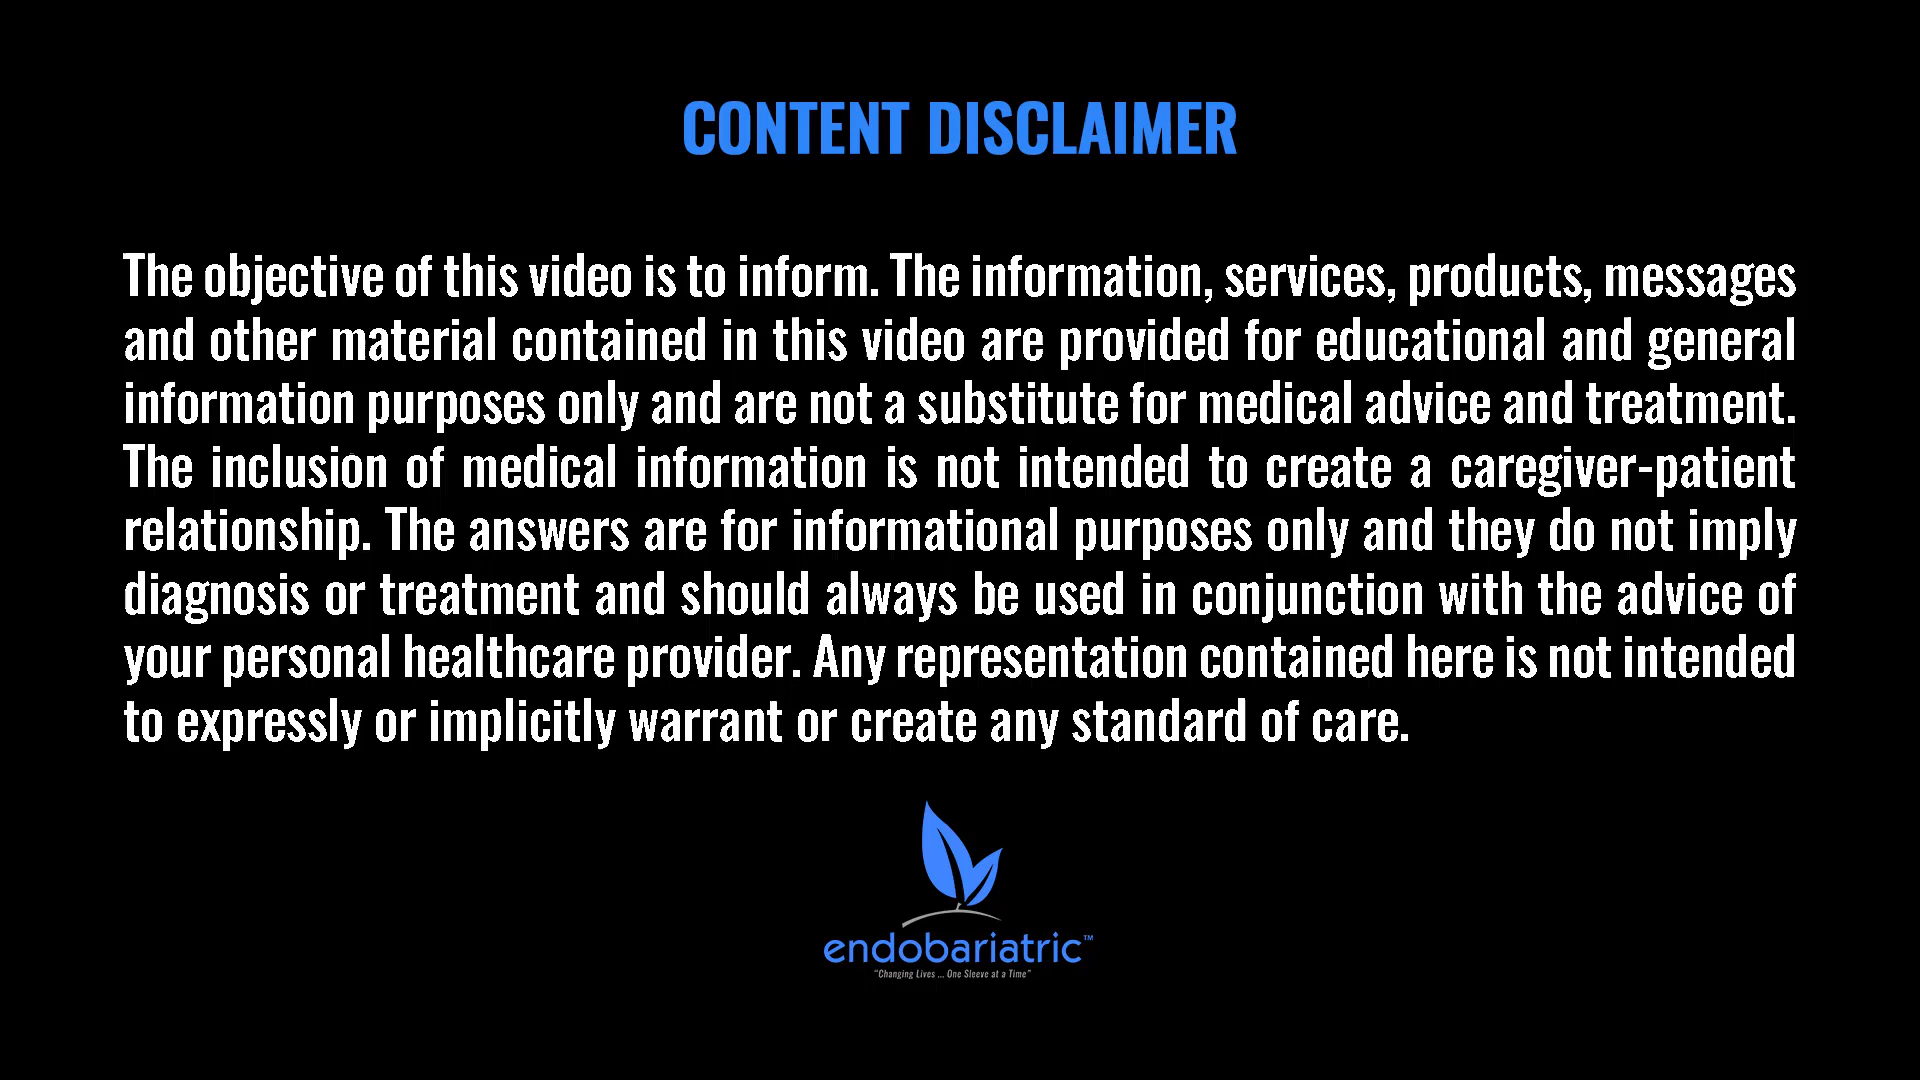 CONTENT DISCLAIMER
The objective of this video is to inform. The information, services, products, messages
and other material contained in this video are provided for educational and general
information purposes only and are not a substitute for medical advice and treatment.
The inclusion of medical information is not intended to create a caregiver-patient
relationship. The answers are for informational purposes only and they do not imply
diagnosis or treatment and should always be used in conjunction with the advice of
your personal healthcare provider. Any representation contained here is not intended
to expressly or implicitly warrant or create any standard of care.
endobariatric™
“Changing Lives ... One Sleeve at a Time”